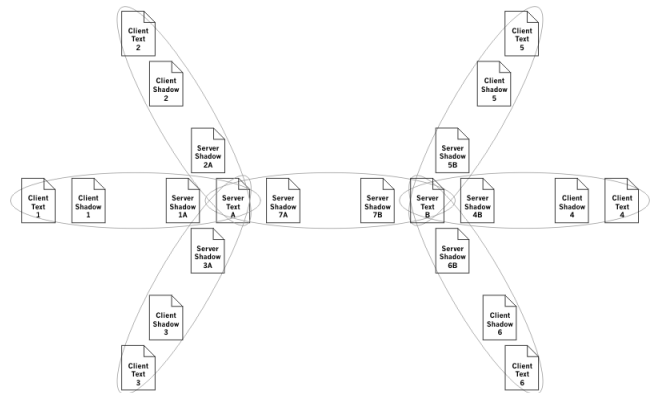 Client
Text
2
Client
Text
5
Client
Shadow
2
Client
Shadow
5
Server
Shadow
2A
Server
Shadow
5B
Client
Text
1
Client
Shadow
1
Server
Shadow
1A
Server
Text
A
Server
Shadow
7A
Server
Shadow
7B
Server
Text
B
Server
Shadow
4B
Client
Shadow
4
Client
Text
4
Server
Shadow
3A
Server
Shadow
6B
Client
Shadow
3
Client
Shadow
6
Client
Text
3
Client
Text
6